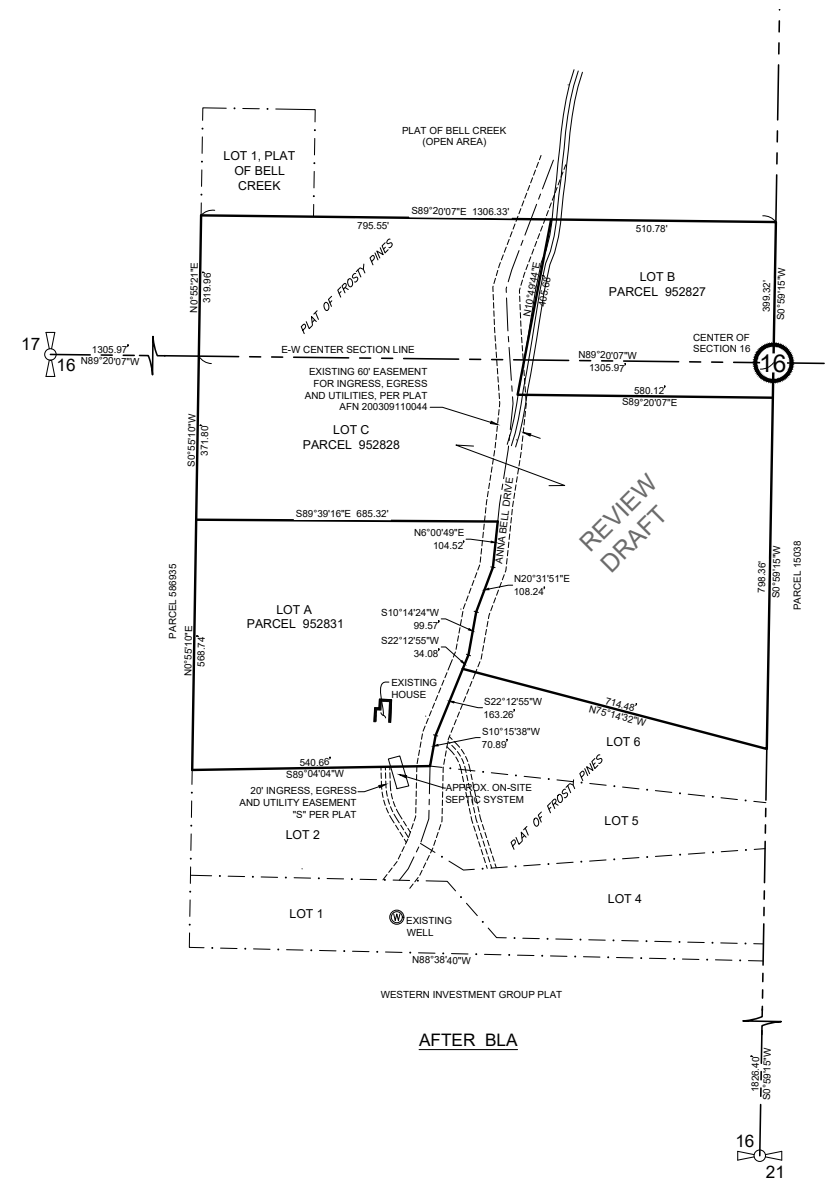 PLAT OF BELL CREEK
(OPEN AREA)
LOT 1, PLAT
OF BELL
CREEK
S89°20'07"E 1306.33'
795.55'
510.78'
N0°55'21"E
319.96'
PLAT OF FROSTY PINES
N10°49'44"E
405.66'
LOT B
PARCEL 952827
399.32'
S0°59'15"W
17
16
1305.97'
N89°20'07"W
E-W CENTER SECTION LINE
N89°20'07"W
1305.97'
CENTER OF
SECTION 16
16
EXISTING 60' EASEMENT
FOR INGRESS, EGRESS
AND UTILITIES, PER PLAT
AFN 200309110044
580.12'
S89°20'07"E
S0°55'10"W
371.80'
LOT C
PARCEL 952828
ANNA BELL DRIVE
REVIEW
DRAFT
S89°39'16"E 685.32'
N6°00'49"E
104.52'
N20°31'51"E
108.24'
798.36'
S0°59'15"W
PARCEL 15038
PARCEL 586935
N0°55'10"E
568.74'
LOT A
PARCEL 952831
S10°14'24"W
99.57'
S22°12'55"W
34.08'
EXISTING
HOUSE
S22°12'55"W
163.26'
714.48'
N75°14'32"W
S10°15'38"W
70.89'
LOT 6
540.66'
S89°04'04"W
20' INGRESS, EGRESS
AND UTILITY EASEMENT
"S" PER PLAT
APPROX. ON-SITE
SEPTIC SYSTEM
PLAT OF FROSTY PINES
LOT 2
LOT 5
LOT 1
LOT 4
W
EXISTING
WELL
N88°38'40"W
WESTERN INVESTMENT GROUP PLAT
AFTER BLA
1826.40'
S0°59'15"W
16
21